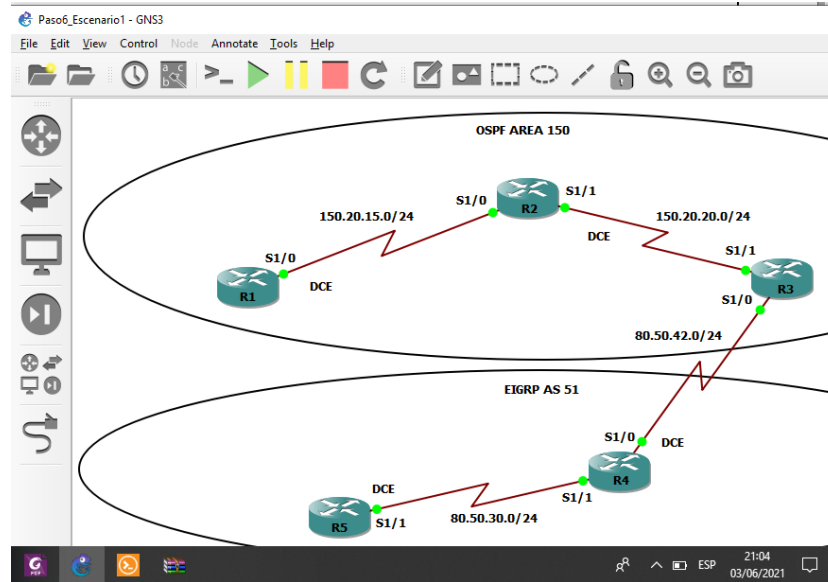 Paso6_Escenario1 - GNS3
File Edit View Control Node Annotate Tools Help
OSPF AREA 150
S1/0
S1/1
R2
150.20.15.0/24
150.20.20.0/24
DCE
S1/1
S1/0
R3
R1
DCE
S1/0
80.50.42.0/24
EIGRP AS 51
S1/0
DCE
R4
DCE
S1/1
S1/1
80.50.30.0/24
R5
ESP
21:04
03/06/2021